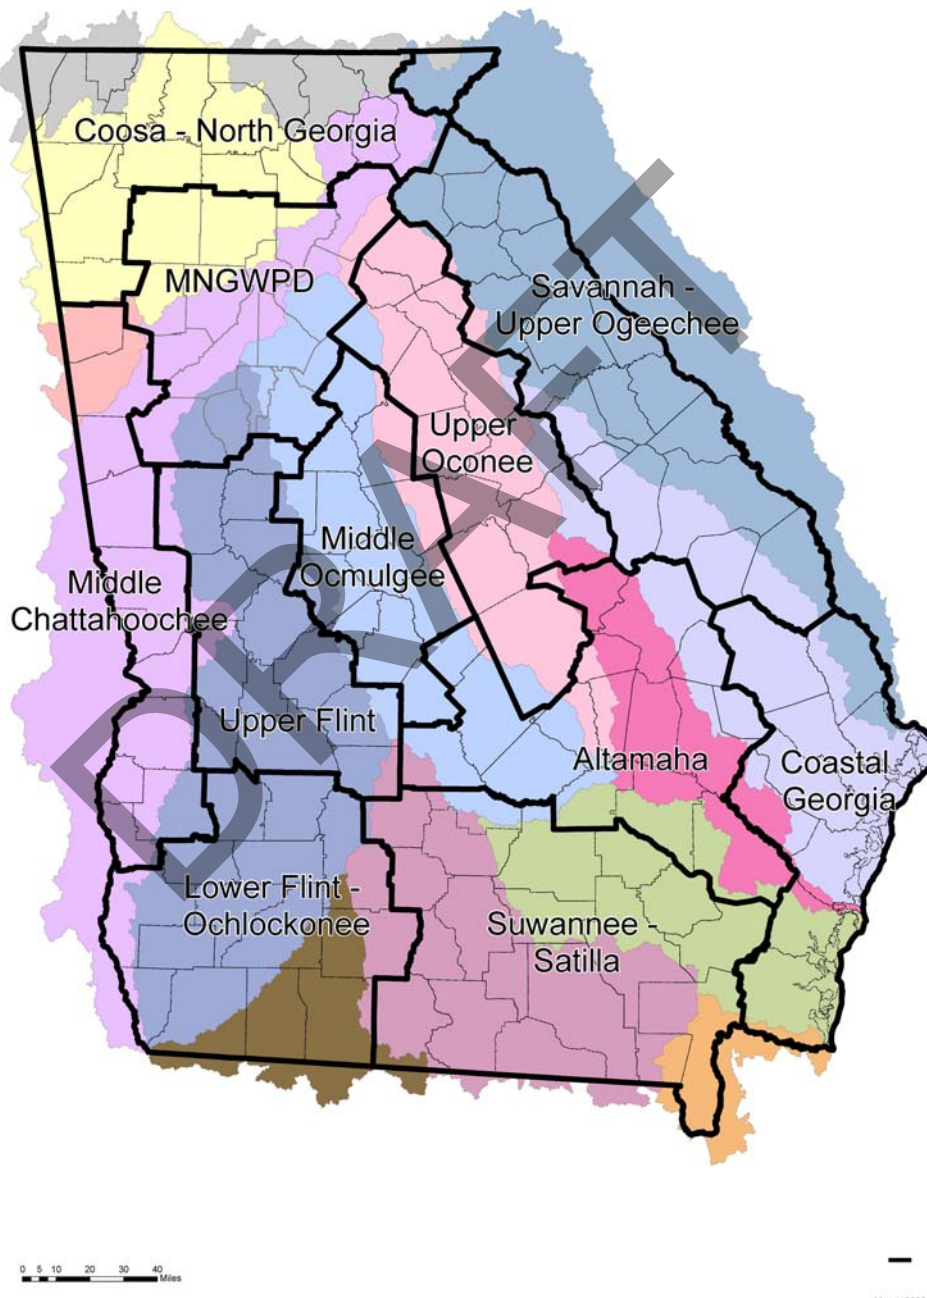 Coosa - North Georgia
MNGWPD
Savannah -
Upper Ogeechee
Upper
Oconee
Middle
Ocmulgee
Middle
Chattahoochee
Upper Flint
Altamaha
Coastal
Georgia
Lower Flint -
Ochlockonee
Suwannee -
Satilla
DRAFT
0 5 10 20 30 40
Miles